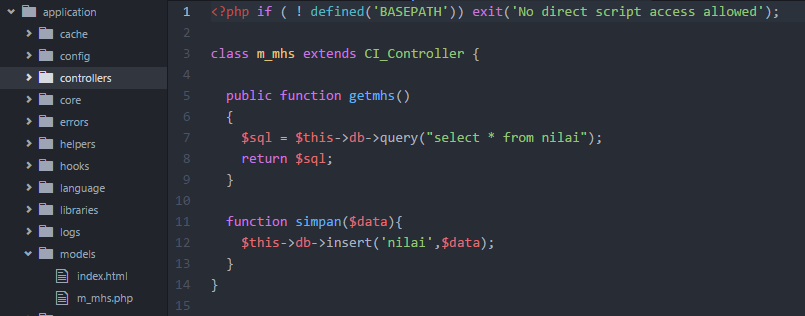 application
cache
config
controllers
core
errors
helpers
hooks
language
libraries
logs
models
index.html
m_mhs.php
1 <?php if ( ! defined('BASEPATH')) exit('No direct script access allowed');
2
3 class m_mhs extends CI_Controller {
4
5 public function getmhs()
6 {
7 $sql = $this->db->query("select * from nilai");
8 return $sql;
9 }
10
11 function simpan($data){
12 $this->db->insert('nilai',$data);
13 }
14 }
15